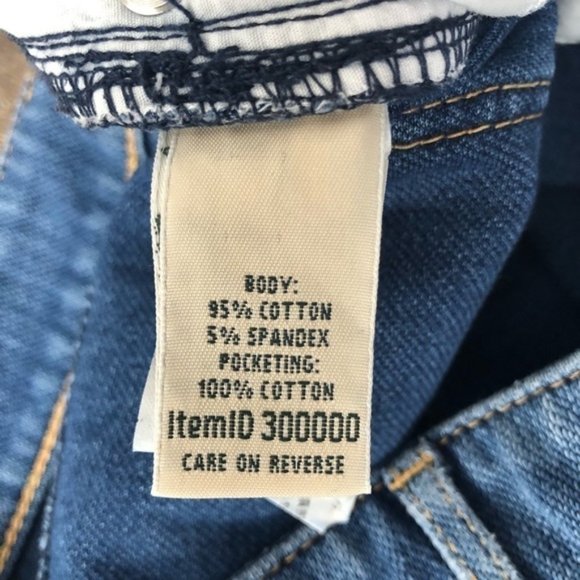 BODY:
95% COTTON
5% SPANDEX
POCKETING:
100% COTTON
ItemID 300000
CARE ON REVERSE